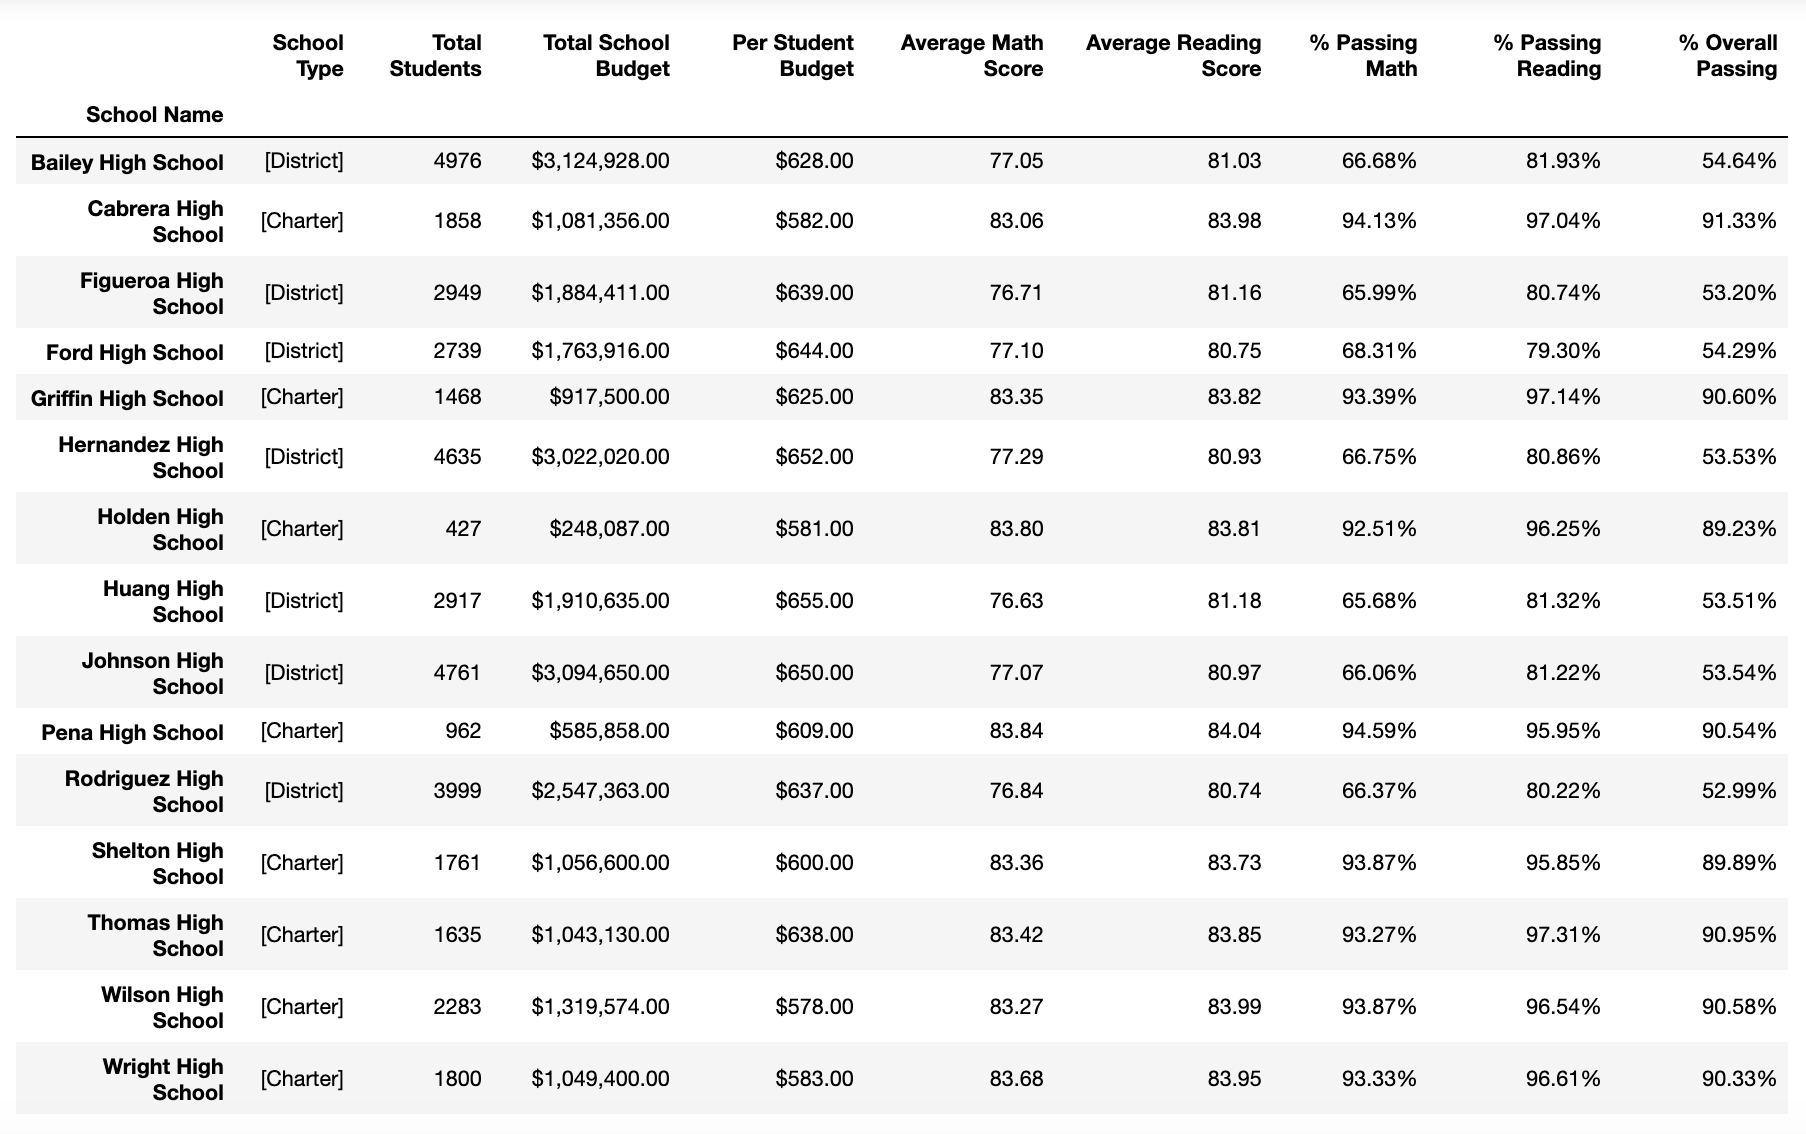 School Type Total Students Total School Budget Per Student Budget Average Math Score Average Reading Score % Passing Math % Passing Reading % Overall Passing
School Name
Bailey High School [District] 4976 $3,124,928.00 $628.00 77.05 81.03 66.68% 81.93% 54.64%
Cabrera High School [Charter] 1858 $1,081,356.00 $582.00 83.06 83.98 94.13% 97.04% 91.33%
Figueroa High School [District] 2949 $1,884,411.00 $639.00 76.71 81.16 65.99% 80.74% 53.20%
Ford High School [District] 2739 $1,763,916.00 $644.00 77.10 80.75 68.31% 79.30% 54.29%
Griffin High School [Charter] 1468 $917,500.00 $625.00 83.35 83.82 93.39% 97.14% 90.60%
Hernandez High School [District] 4635 $3,022,020.00 $652.00 77.29 80.93 66.75% 80.86% 53.53%
Holden High School [Charter] 427 $248,087.00 $581.00 83.80 83.81 92.51% 96.25% 89.23%
Huang High School [District] 2917 $1,910,635.00 $655.00 76.63 81.18 65.68% 81.32% 53.51%
Johnson High School [District] 4761 $3,094,650.00 $650.00 77.07 80.97 66.06% 81.22% 53.54%
Pena High School [Charter] 962 $585,858.00 $609.00 83.84 84.04 94.59% 95.95% 90.54%
Rodriguez High School [District] 3999 $2,547,363.00 $637.00 76.84 80.74 66.37% 80.22% 52.99%
Shelton High School [Charter] 1761 $1,056,600.00 $600.00 83.36 83.73 93.87% 95.85% 89.89%
Thomas High School [Charter] 1635 $1,043,130.00 $638.00 83.42 83.85 93.27% 97.31% 90.95%
Wilson High School [Charter] 2283 $1,319,574.00 $578.00 83.27 83.99 93.87% 96.54% 90.58%
Wright High School [Charter] 1800 $1,049,400.00 $583.00 83.68 83.95 93.33% 96.61% 90.33%